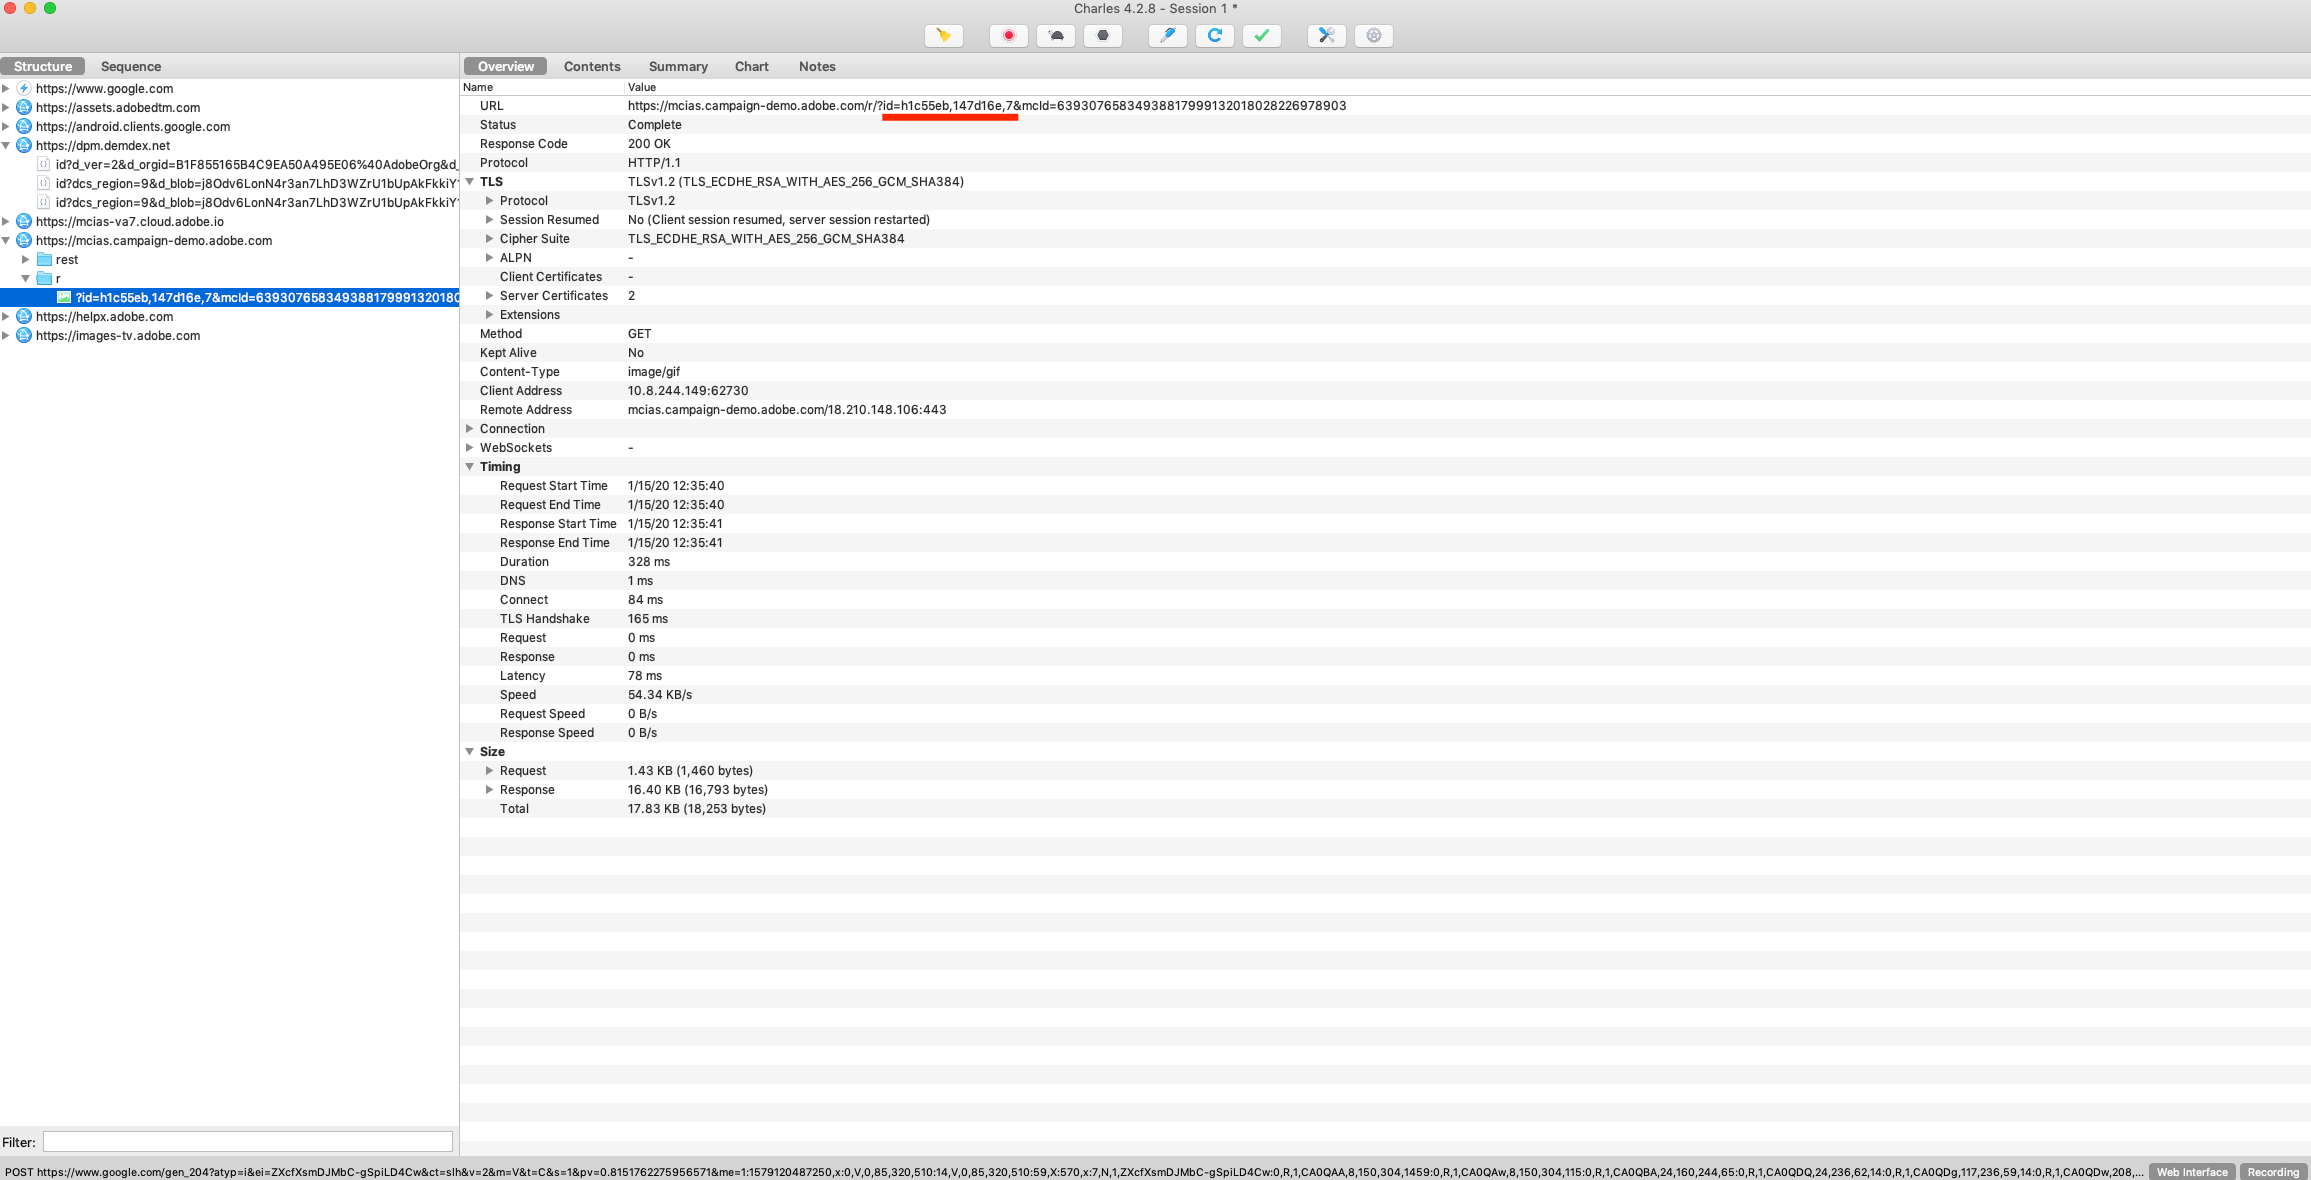 Charles 4.2.8 - Session 1 *
Structure Sequence
https://www.google.com
https://assets.adobedtm.com
https://android.clients.google.com
https://dpm.demdex.net
id?d_ver=2&d_orgid=B1F855165B4C9EA50A495E06%40AdobeOrg&d_
id?dcs_region=9&d_blob=j8Odv6LonN4r3an7LhD3WZrU1bUpAkFkkiY
id?dcs_region=9&d_blob=j8Odv6LonN4r3an7LhD3WZrU1bUpAkFkkiY
https://mcias-va7.cloud.adobe.io
https://mcias.campaign-demo.adobe.com
rest
r
?id=h1c55eb,147d16e,7&mcId=6393076583493881799913201​80
https://helpx.adobe.com
https://images-tv.adobe.com
Filter:
Overview Contents Summary Chart Notes
Name Value
URL https://mcias.campaign-demo.adobe.com/r/?id=h1c55eb,147d16e,7&mcId=63930765834938817999132018028226978903
Status Complete
Response Code 200 OK
Protocol HTTP/1.1
TLS TLSv1.2 (TLS_ECDHE_RSA_WITH_AES_256_GCM_SHA384)
Protocol TLSv1.2
Session Resumed No (Client session resumed, server session restarted)
Cipher Suite TLS_ECDHE_RSA_WITH_AES_256_GCM_SHA384
ALPN -
Client Certificates -
Server Certificates 2
Extensions
Method GET
Kept Alive No
Content-Type image/gif
Client Address 10.8.244.149:62730
Remote Address mcias.campaign-demo.adobe.com/18.210.148.106:443
Connection
WebSockets -
Timing
Request Start Time 1/15/20 12:35:40
Request End Time 1/15/20 12:35:40
Response Start Time 1/15/20 12:35:41
Response End Time 1/15/20 12:35:41
Duration 328 ms
DNS 1 ms
Connect 84 ms
TLS Handshake 165 ms
Request 0 ms
Response 0 ms
Latency 78 ms
Speed 54.34 KB/s
Request Speed 0 B/s
Response Speed 0 B/s
Size
Request 1.43 KB (1,460 bytes)
Response 16.40 KB (16,793 bytes)
Total 17.83 KB (18,253 bytes)
POST https://www.google.com/gen_204?atyp=i&ei=ZXcfXsmDJMbC-gSpiLD4Cw&ct=slh&v=2&m=V&t=C&s=1&pv=0.8151762275956571&me=1:1579120487250,x:0,V,0,85,320,510:14,V,0,85,320,510:59,X:570,x:7,N,1,ZXcfXsmDJMbC-gSpiLD4Cw:0,R,1,CA0QAA,8,150,304,1459:0,R,1,CA0QAw,8,150,304,115:0,R,1,CA0QBA,24,160,244,65:0,R,1,CA0QDQ,24,236,62,14:0,R,1,CA0QDg,117,236,59,14:0,R,1,CA0QDw,208,... Web Interface Recording